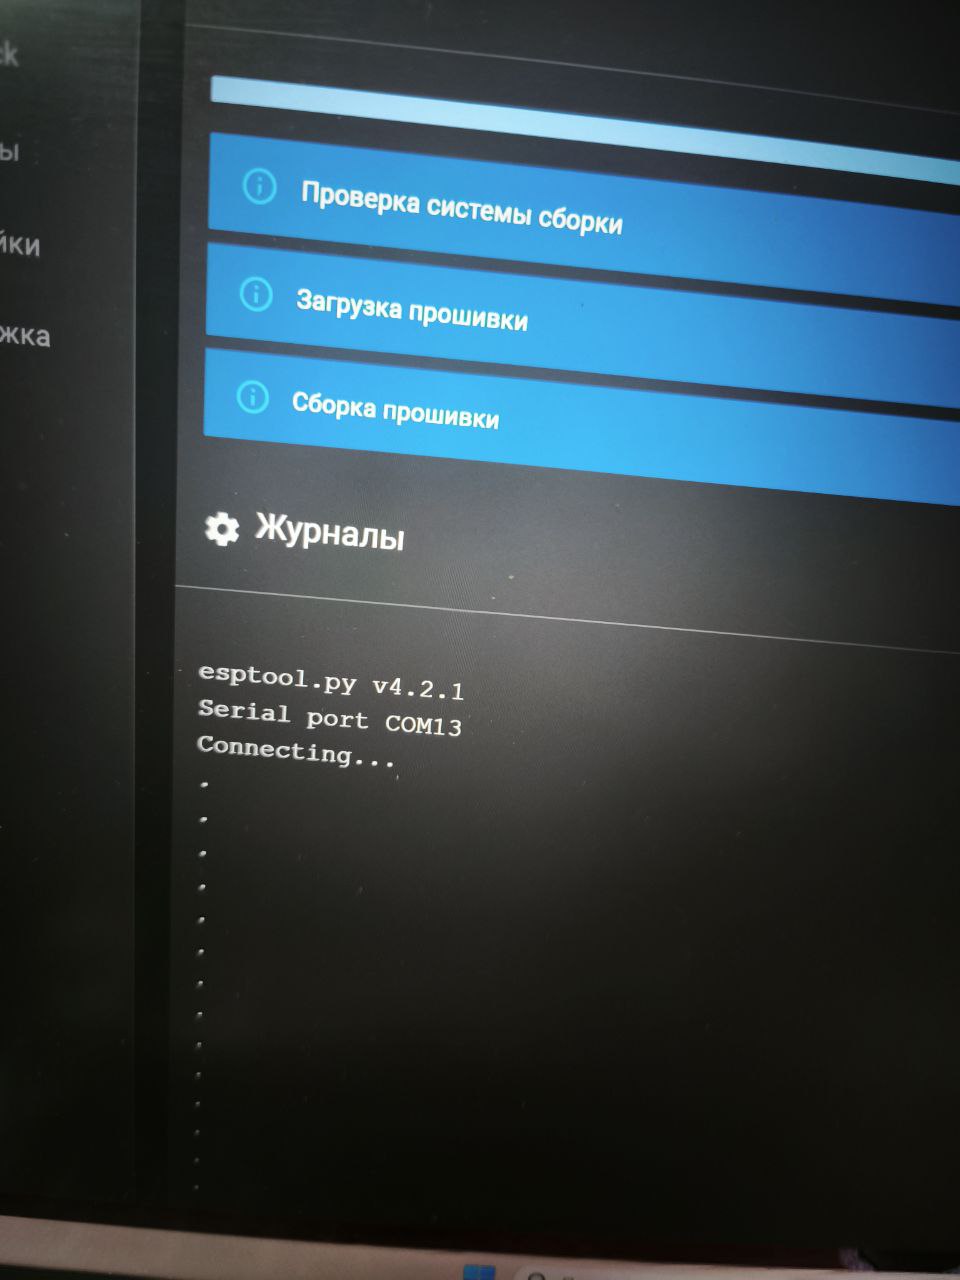 ck
ы
йки
жка
Проверка системы сборки
Загрузка прошивки
Сборка прошивки
Журналы
esptool.py v4.2.1
Serial port COM13
Connecting...
.
.
.
.
.
.
.
.
.
.
.
.
.
.